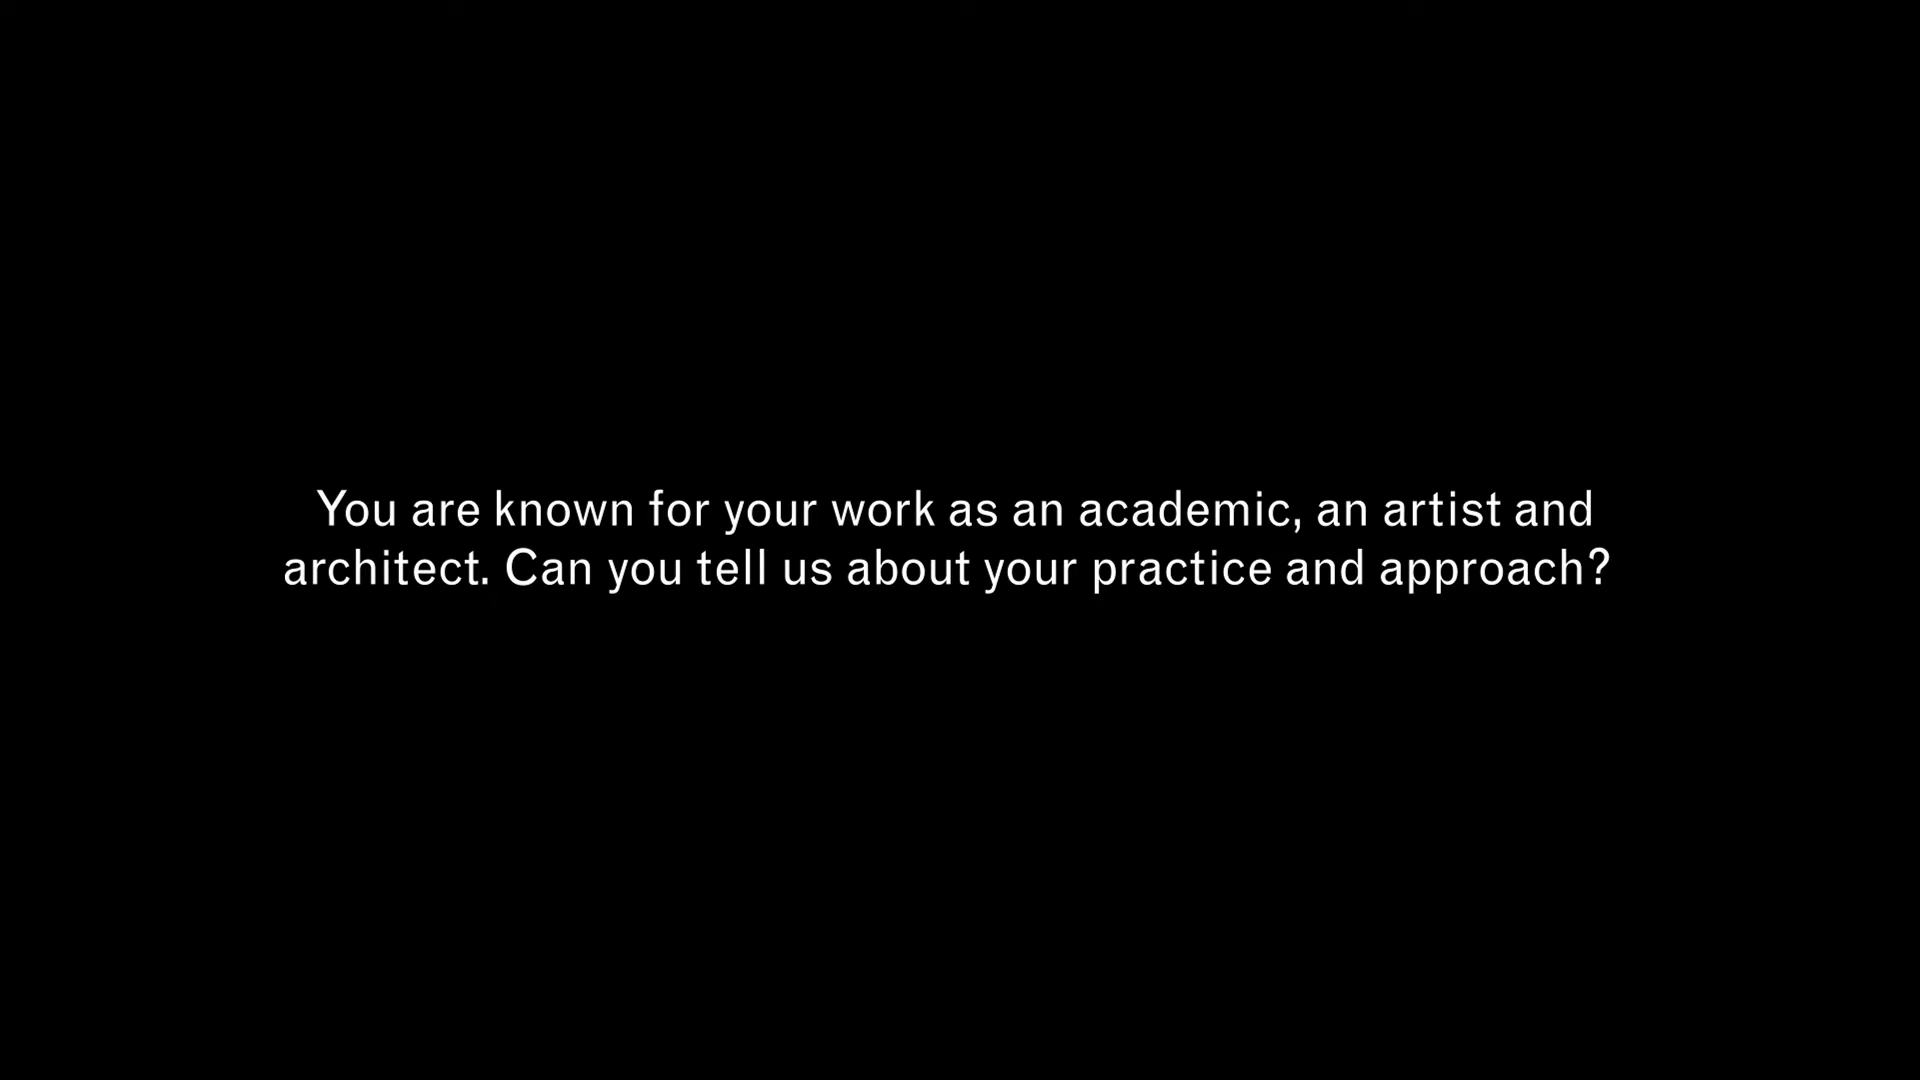 You are known for your work as an academic, an artist and
architect. Can you tell us about your practice and approach?